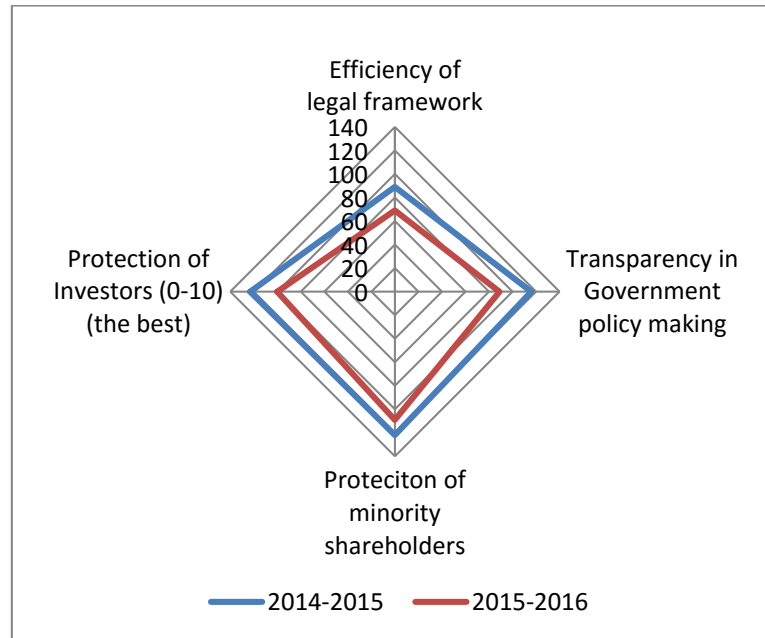 Efficiency of
legal framework
140
120
100
80
60
40
20
0
Protection of
Investors (0-10)
(the best)
Transparency in
Government
policy making
Proteciton of
minority
shareholders
2014-2015
2015-2016